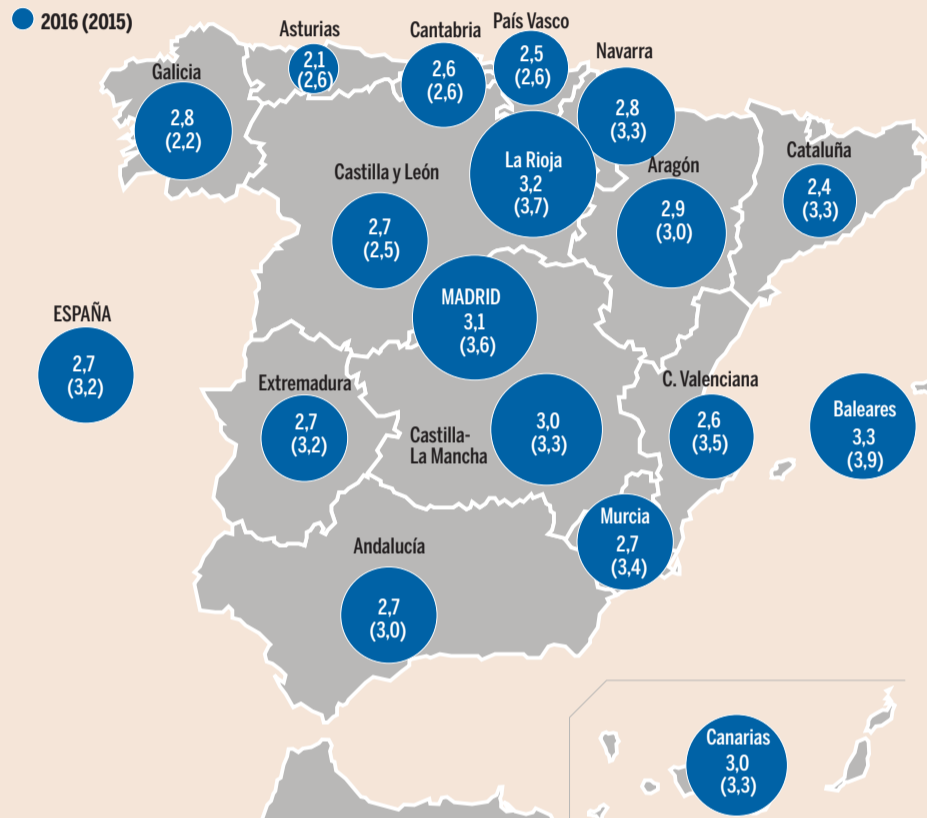 2016 (2015)
Asturias
2,1
(2,6)
Cantabria
2,6
(2,6)
País Vasco
2,5
(2,6)
Navarra
2,8
(3,3)
Galicia
2,8
(2,2)
La Rioja
3,2
(3,7)
Aragón
2,9
(3,0)
Cataluña
2,4
(3,3)
Castilla y León
2,7
(2,5)
MADRID
3,1
(3,6)
ESPAÑA
2,7
(3,2)
Extremadura
2,7
(3,2)
Castilla-
La Mancha
3,0
(3,3)
C. Valenciana
2,6
(3,5)
Baleares
3,3
(3,9)
Murcia
2,7
(3,4)
Andalucía
2,7
(3,0)
Canarias
3,0
(3,3)